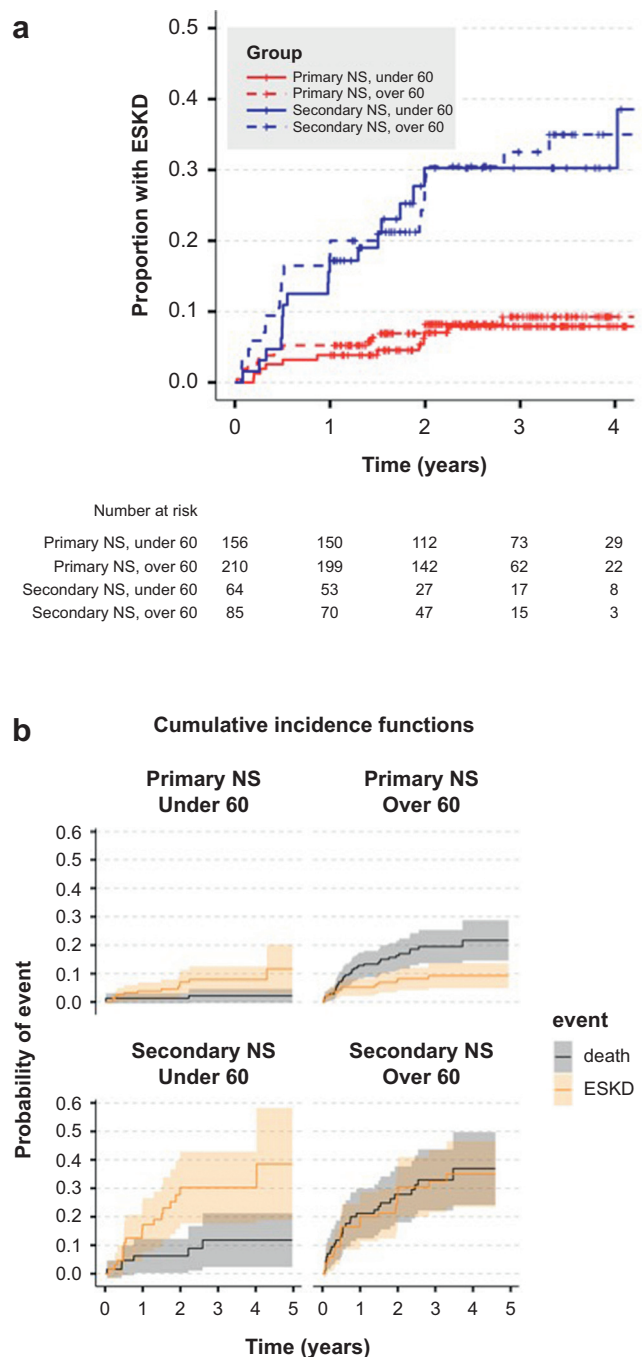 a
0.5
0.4
0.3
0.2
0.1
0.0
Proportion with ESKD
Group
Primary NS, under 60
Primary NS, over 60
Secondary NS, under 60
Secondary NS, over 60
0 1 2 3 4
Time (years)
Number at risk
Primary NS, under 60 156 150 112 73 29
Primary NS, over 60 210 199 142 62 22
Secondary NS, under 60 64 53 27 17 8
Secondary NS, over 60 85 70 47 15 3
b
Cumulative incidence functions
Primary NS
Under 60
Primary NS
Over 60
0.6
0.5
0.4
0.3
0.2
0.1
0.0
Probability of event
Secondary NS
Under 60
Secondary NS
Over 60
0.6
0.5
0.4
0.3
0.2
0.1
0.0
0 1 2 3 4 5
0 1 2 3 4 5
Time (years)
event
death
ESKD